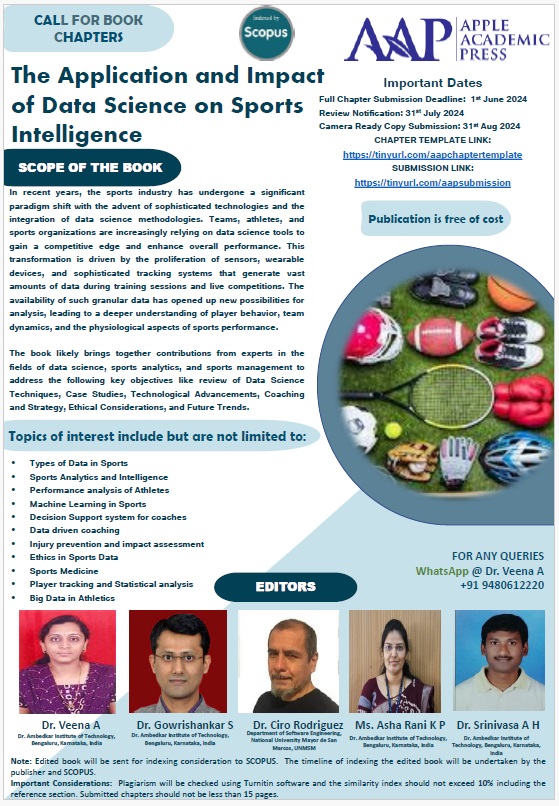 CALL FOR BOOK
CHAPTERS
Indexed by
Scopus
AAP
APPLE
ACADEMIC
PRESS
The Application and Impact
of Data Science on Sports
Intelligence
Important Dates
Full Chapter Submission Deadline: 1st June 2024
Review Notification: 31st July 2024
Camera Ready Copy Submission: 31st Aug 2024
CHAPTER TEMPLATE LINK:
https://tinyurl.com/aapchaptertemplate
SUBMISSION LINK:
https://tinyurl.com/aapsubmission
Publication is free of cost
SCOPE OF THE BOOK
In recent years, the sports industry has undergone a significant
paradigm shift with the advent of sophisticated technologies and the
integration of data science methodologies. Teams, athletes, and
sports organizations are increasingly relying on data science tools to
gain a competitive edge and enhance overall performance. This
transformation is driven by the proliferation of sensors, wearable
devices, and sophisticated tracking systems that generate vast
amounts of data during training sessions and live competitions. The
availability of such granular data has opened up new possibilities for
analysis, leading to a deeper understanding of player behavior, team
dynamics, and the physiological aspects of sports performance.
The book likely brings together contributions from experts in the
fields of data science, sports analytics, and sports management to
address the following key objectives like review of Data Science
Techniques, Case Studies, Technological Advancements, Coaching
and Strategy, Ethical Considerations, and Future Trends.
Topics of interest include but are not limited to:
• Types of Data in Sports
• Sports Analytics and Intelligence
• Performance analysis of Athletes
• Machine Learning in Sports
• Decision Support system for coaches
• Data driven coaching
• Injury prevention and impact assessment
• Ethics in Sports Data
• Sports Medicine
• Player tracking and Statistical analysis
• Big Data in Athletics
FOR ANY QUERIES
WhatsApp @ Dr. Veena A
+91 9480612220
EDITORS
Dr. Veena A
Dr. Ambedkar Institute of Technology,
Bengaluru, Karnataka, India
Dr. Gowrishankar S
Dr. Ambedkar Institute of Technology,
Bengaluru, Karnataka, India
Dr. Ciro Rodriguez
Department of Software Engineering,
National University Mayor de San
Marcos, UNMSM
Ms. Asha Rani K P
Dr. Ambedkar Institute of Technology,
Bengaluru, Karnataka, India
Dr. Srinivasa A H
Dr. Ambedkar Institute of
Technology, Bengaluru, Karnataka,
India
Note: Edited book will be sent for indexing consideration to SCOPUS. The timeline of indexing the edited book will be undertaken by the
publisher and SCOPUS.
Important Considerations: Plagiarism will be checked using Turnitin software and the similarity index should not exceed 10% including the
reference section. Submitted chapters should not be less than 15 pages.